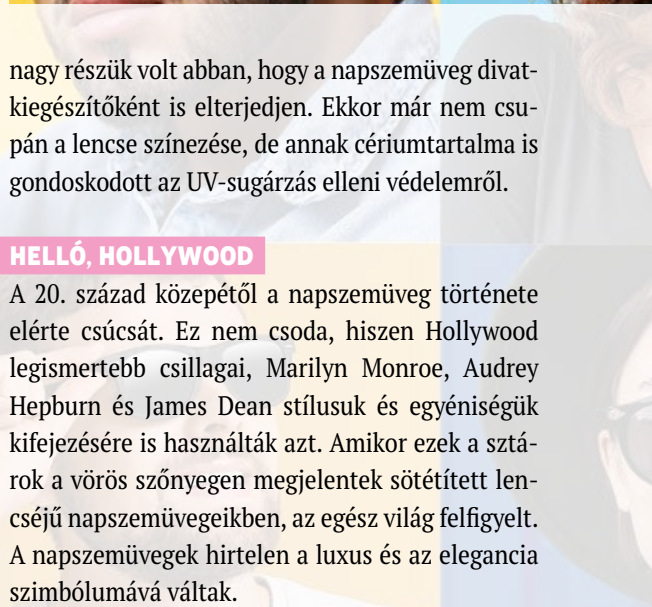 nagy részük volt abban, hogy a napszemüveg divat-
kiegészítőként is elterjedjen. Ekkor már nem csu-
pán a lencse színezése, de annak cériumtartalma is
gondoskodott az UV-sugárzás elleni védelemről.
HELLÓ, HOLLYWOOD
A 20. század közepétől a napszemüveg története
elérte csúcsát. Ez nem csoda, hiszen Hollywood
legismertebb csillagai, Marilyn Monroe, Audrey
Hepburn és James Dean stílusuk és egyéniségük
kifejezésére is használták azt. Amikor ezek a sztá-
rok a vörös szőnyegen megjelentek sötétített len-
cséjű napszemüvegeikben, az egész világ felfigyelt.
A napszemüvegek hirtelen a luxus és az elegancia
szimbólumává váltak.